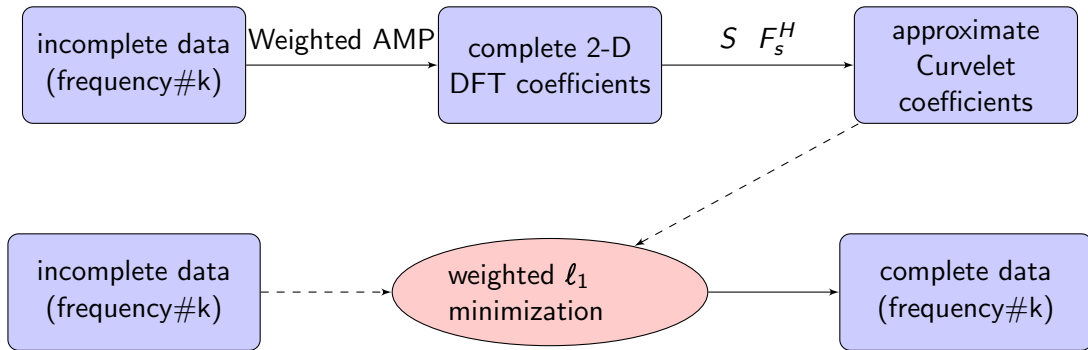 incomplete data
(frequency#k)
Weighted AMP
complete 2-D
DFT coefficients
S F_s^H
approximate
Curvelet
coefficients
incomplete data
(frequency#k)
weighted ℓ₁
minimization
complete data
(frequency#k)